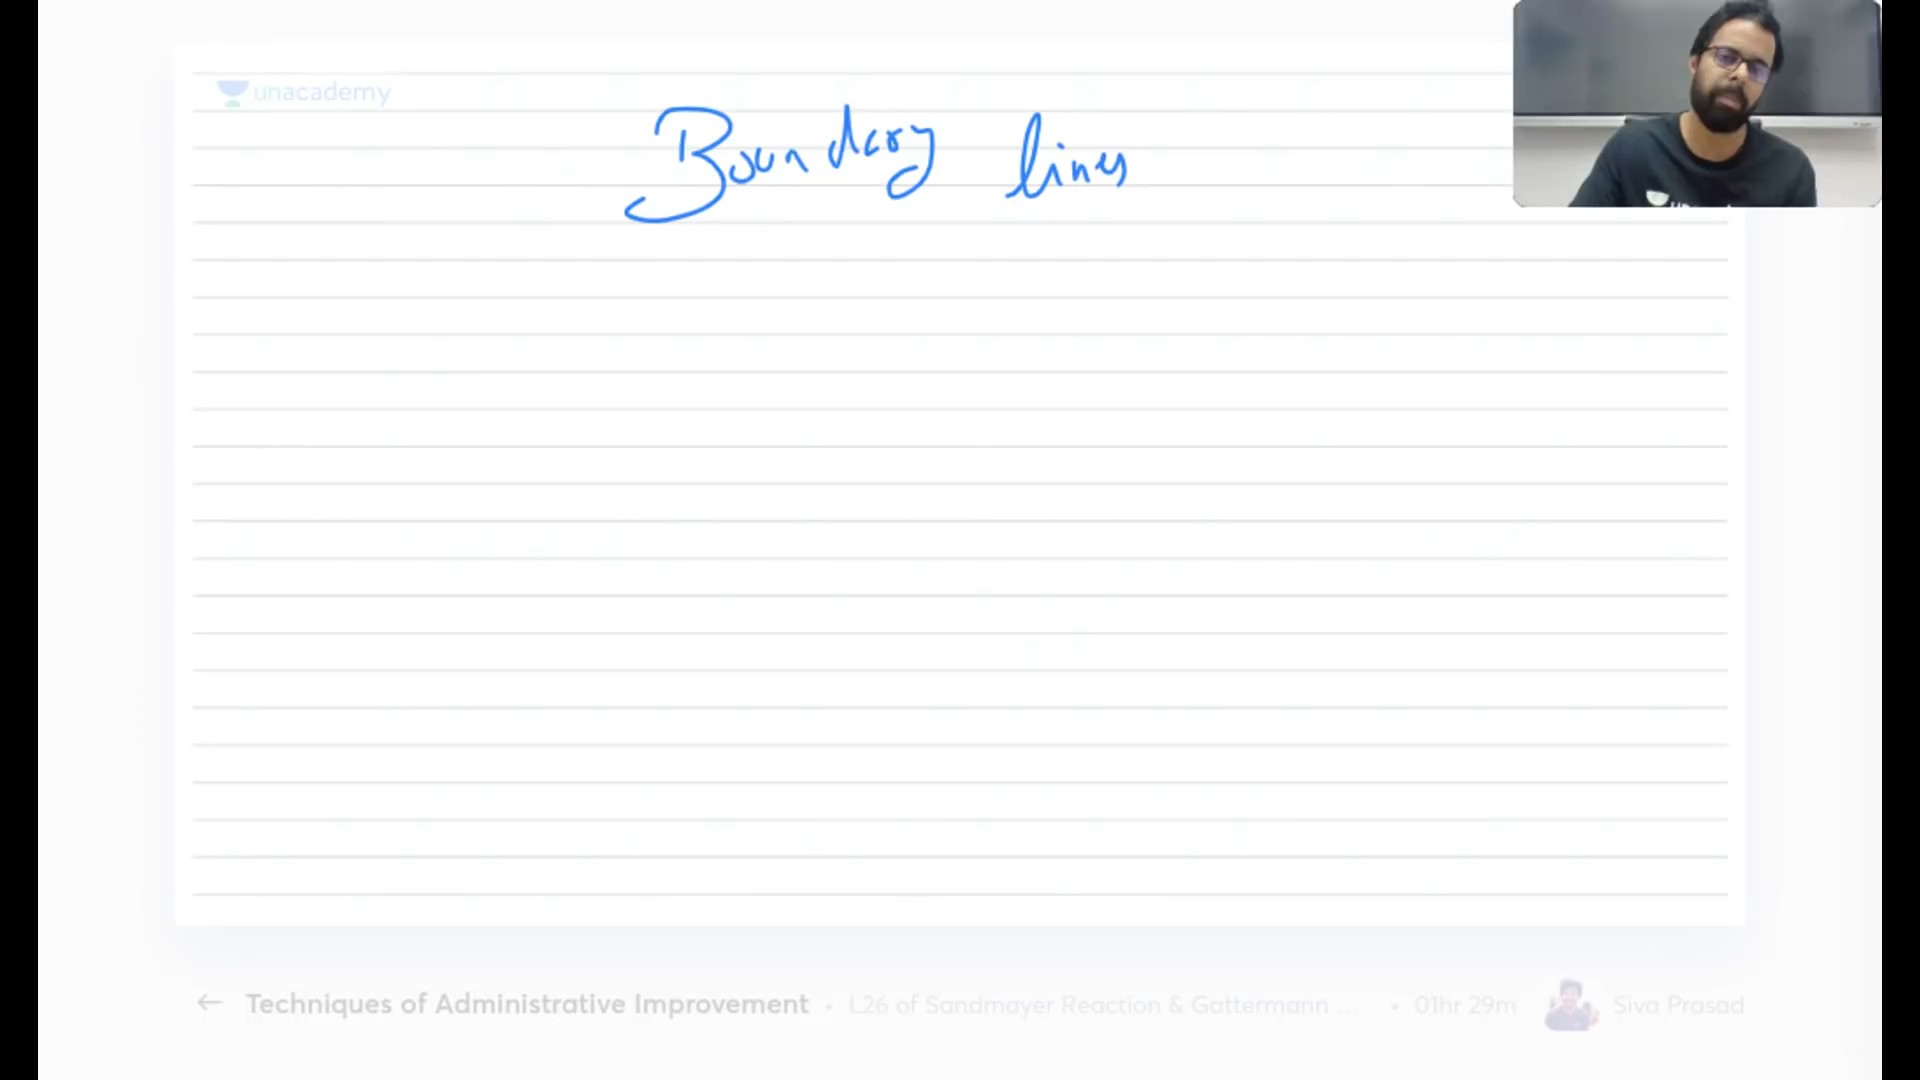 unacademy
Boundary lines
← Techniques of Administrative Improvement • L26 of Sandmayer Reaction & Gattermann ... • 01hr 29m Siva Prasad